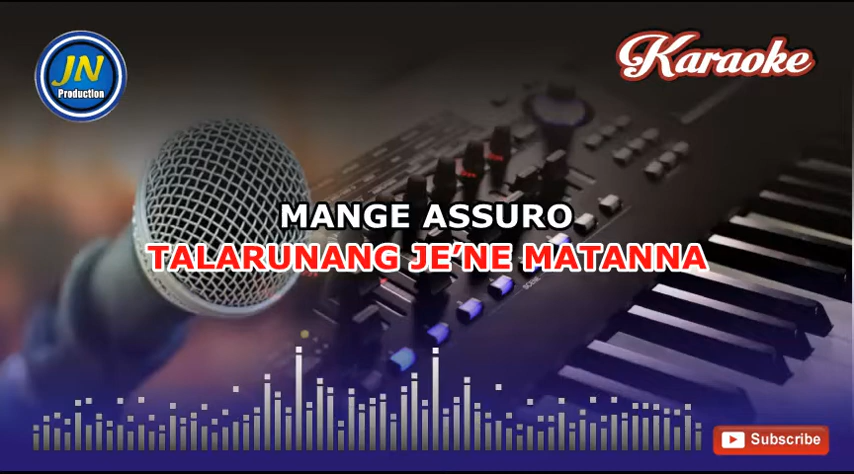 JN
Production
Karaoke
MANGE ASSURO
TALARUNANG JE’NE MATANNA
Subscribe